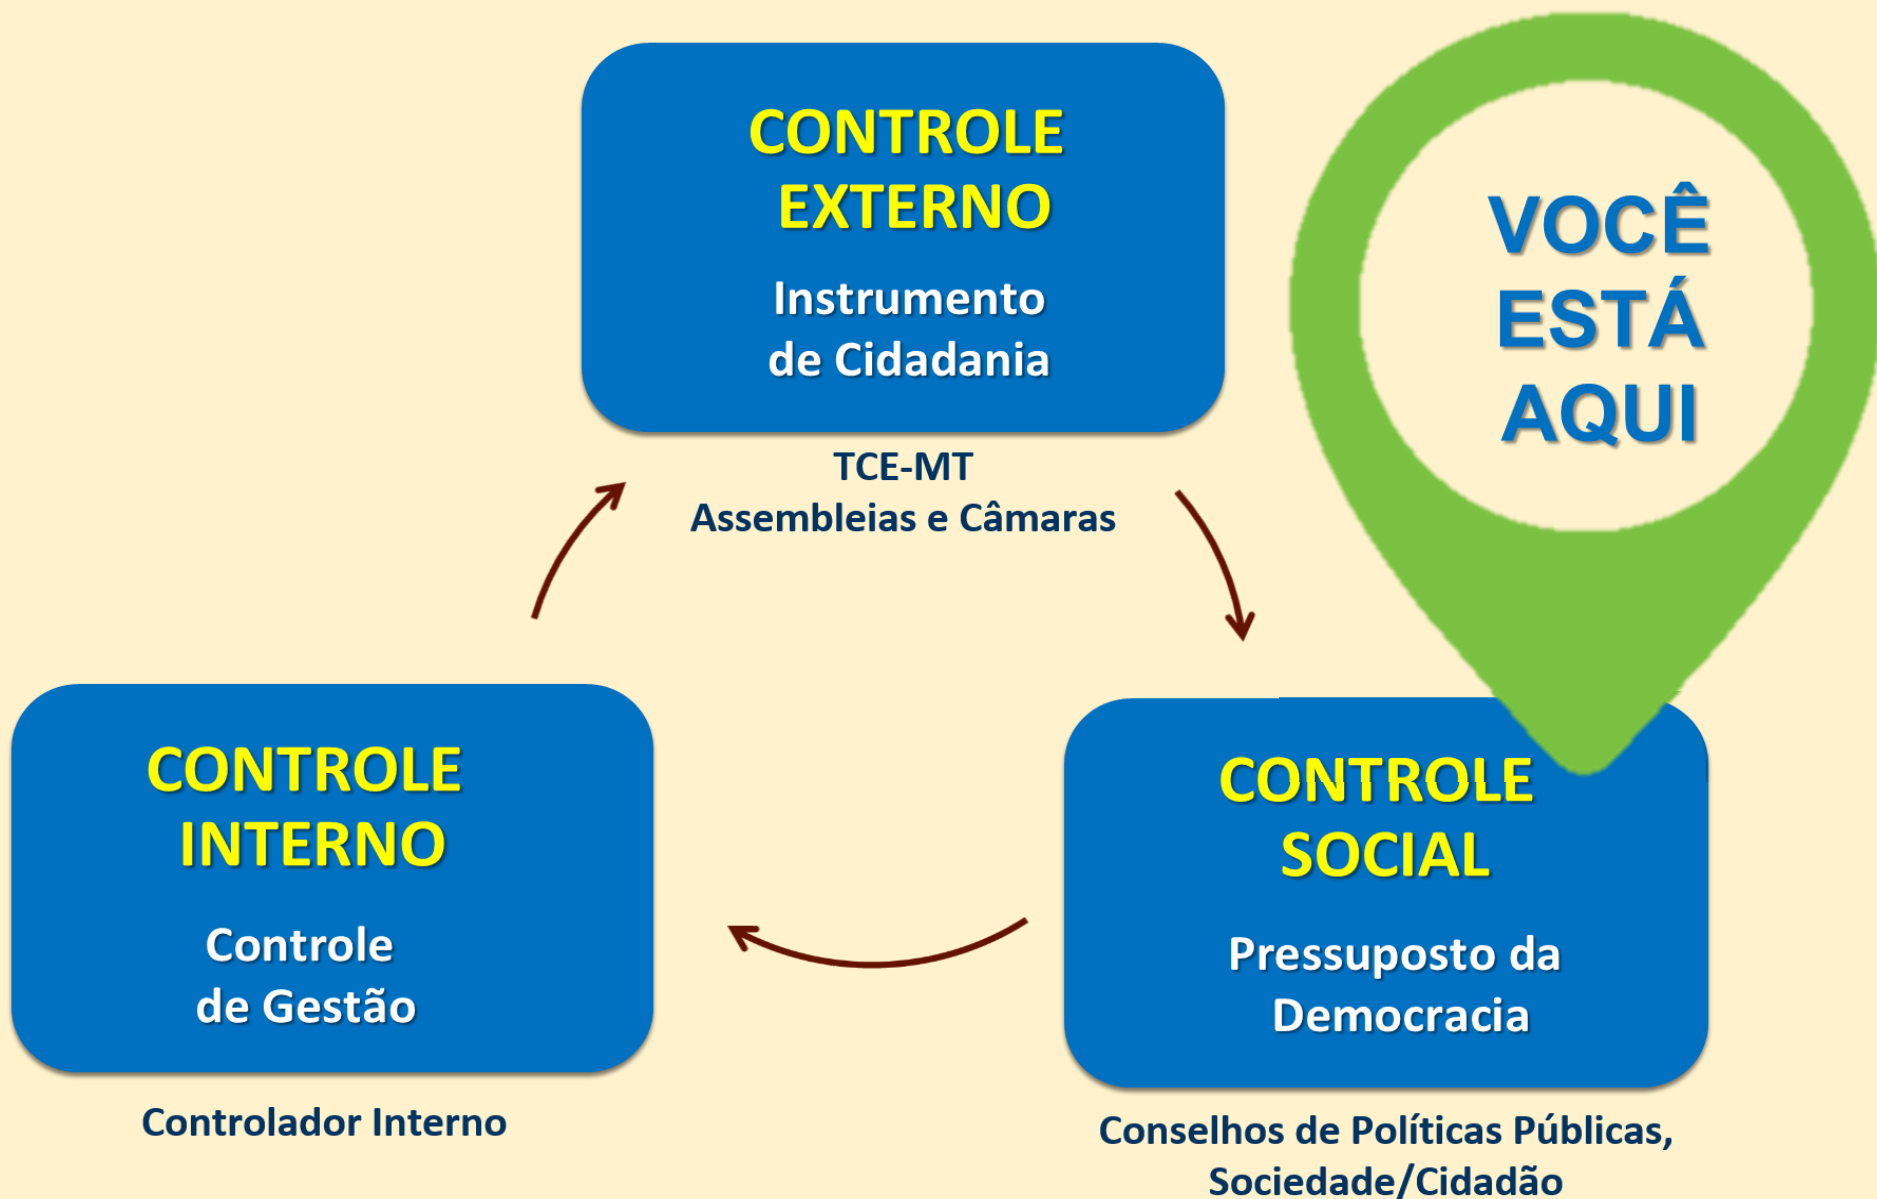 CONTROLE
EXTERNO
Instrumento
de Cidadania
TCE-MT
Assembleias e Câmaras
VOCÊ
ESTÁ
AQUI
CONTROLE
INTERNO
Controle
de Gestão
Controlador Interno
CONTROLE
SOCIAL
Pressuposto da
Democracia
Conselhos de Políticas Públicas,
Sociedade/Cidadão